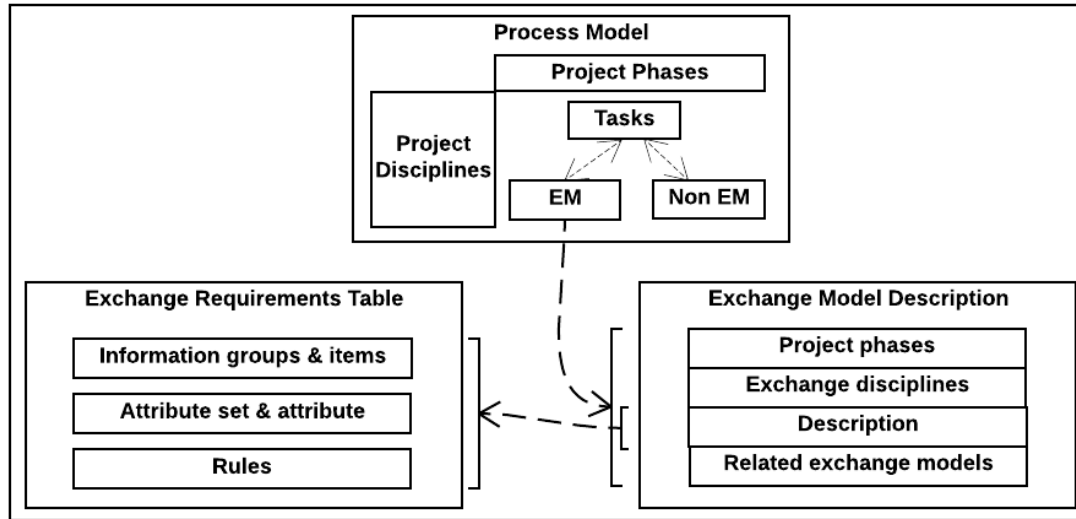 Process Model
Project Phases
Tasks
Project
Disciplines
EM
Non EM
Exchange Requirements Table
Information groups & items
Attribute set & attribute
Rules
Exchange Model Description
Project phases
Exchange disciplines
Description
Related exchange models